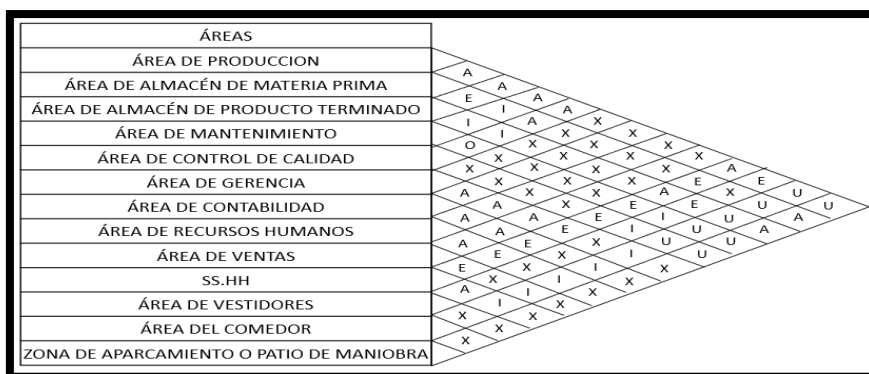 ÁREAS
ÁREA DE PRODUCCION
ÁREA DE ALMACÉN DE MATERIA PRIMA
ÁREA DE ALMACÉN DE PRODUCTO TERMINADO
ÁREA DE MANTENIMIENTO
ÁREA DE CONTROL DE CALIDAD
ÁREA DE GERENCIA
ÁREA DE CONTABILIDAD
ÁREA DE RECURSOS HUMANOS
ÁREA DE VENTAS
SS.HH
ÁREA DE VESTIDORES
ÁREA DEL COMEDOR
ZONA DE APARCAMIENTO O PATIO DE MANIOBRA
A
A
E A
I A
I A X
I X X
O X X X
X X X X
X X X X A
X X X E E
A X X A X U
A X E E U U
A A E I U A
A E I U A
A E X U U
E X I U
E X I X
X I X
A I X
I X
X X
X
X